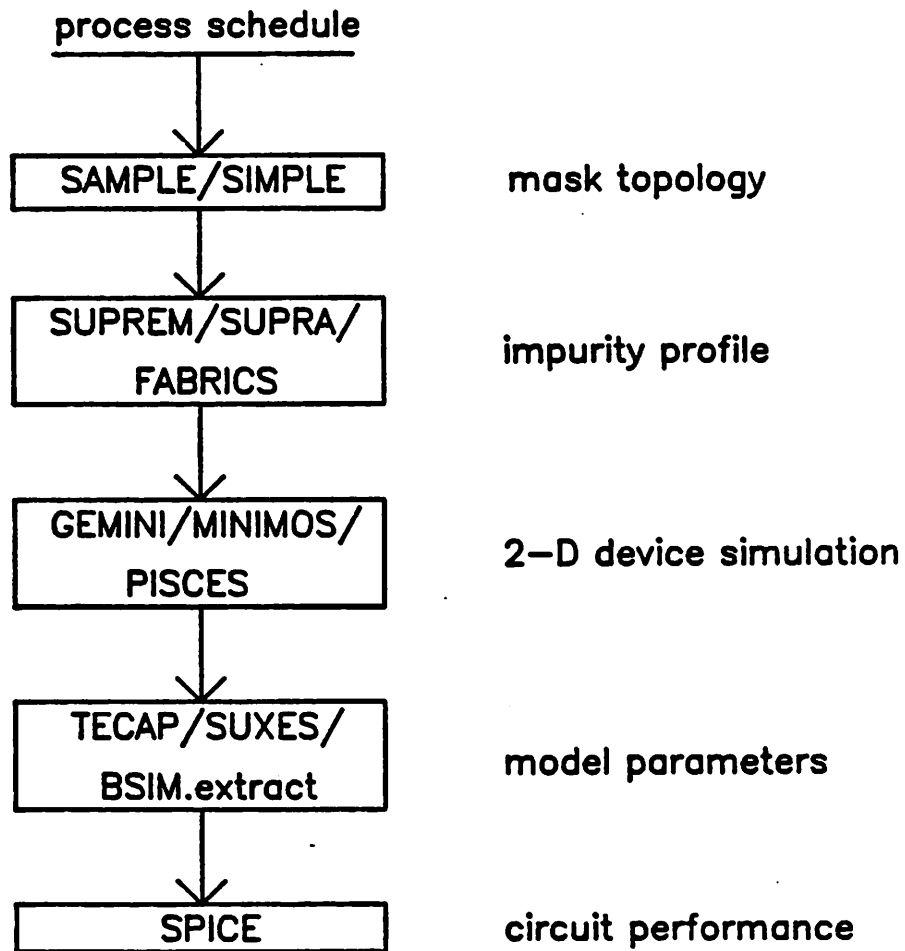 process schedule
SAMPLE/SIMPLE
mask topology
SUPREM/SUPRA/
FABRICS
impurity profile
GEMINI/MINIMOS/
PISCES
2-D device simulation
TECAP/SUXES/
BSIM.extract
model parameters
SPICE
circuit performance